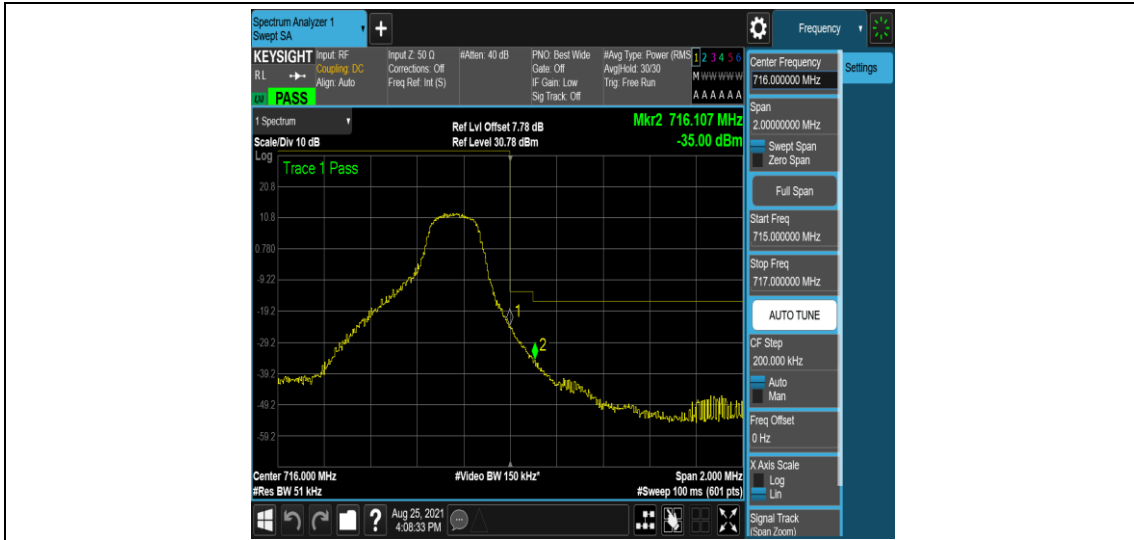 Spectrum Analyzer 1
Swept SA
Frequency
KEYSIGHT
Input: RF
Input Z: 50 Ω
#Atten: 40 dB
PNO: Best Wide
#Avg Type: Power (RMS
1 2 3 4 5 6
RL
Coupling: DC
Corrections: Off
Gate: Off
Avg|Hold: 30/30
M W W W W W
Align: Auto
Freq Ref: Int (S)
IF Gain: Low
Trig: Free Run
PASS
Sig Track: Off
A A A A A A
1 Spectrum
Ref Lvl Offset 7.78 dB
Mkr2 716.107 MHz
Scale/Div 10 dB
Ref Level 30.78 dBm
-35.00 dBm
Log
Trace 1 Pass
20.8
10.8
0.780
-9.22
-19.2
-29.2
-39.2
-49.2
-59.2
1
2
Center 716.000 MHz
#Video BW 150 kHz*
Span 2.000 MHz
#Res BW 51 kHz
#Sweep 100 ms (601 pts)
?
Aug 25, 2021
4:08:33 PM
Center Frequency
716.000000 MHz
Settings
Span
2.00000000 MHz
Swept Span
Zero Span
Full Span
Start Freq
715.000000 MHz
Stop Freq
717.000000 MHz
AUTO TUNE
CF Step
200.000 kHz
Auto
Man
Freq Offset
0 Hz
X Axis Scale
Log
Lin
Signal Track
(Span Zoom)